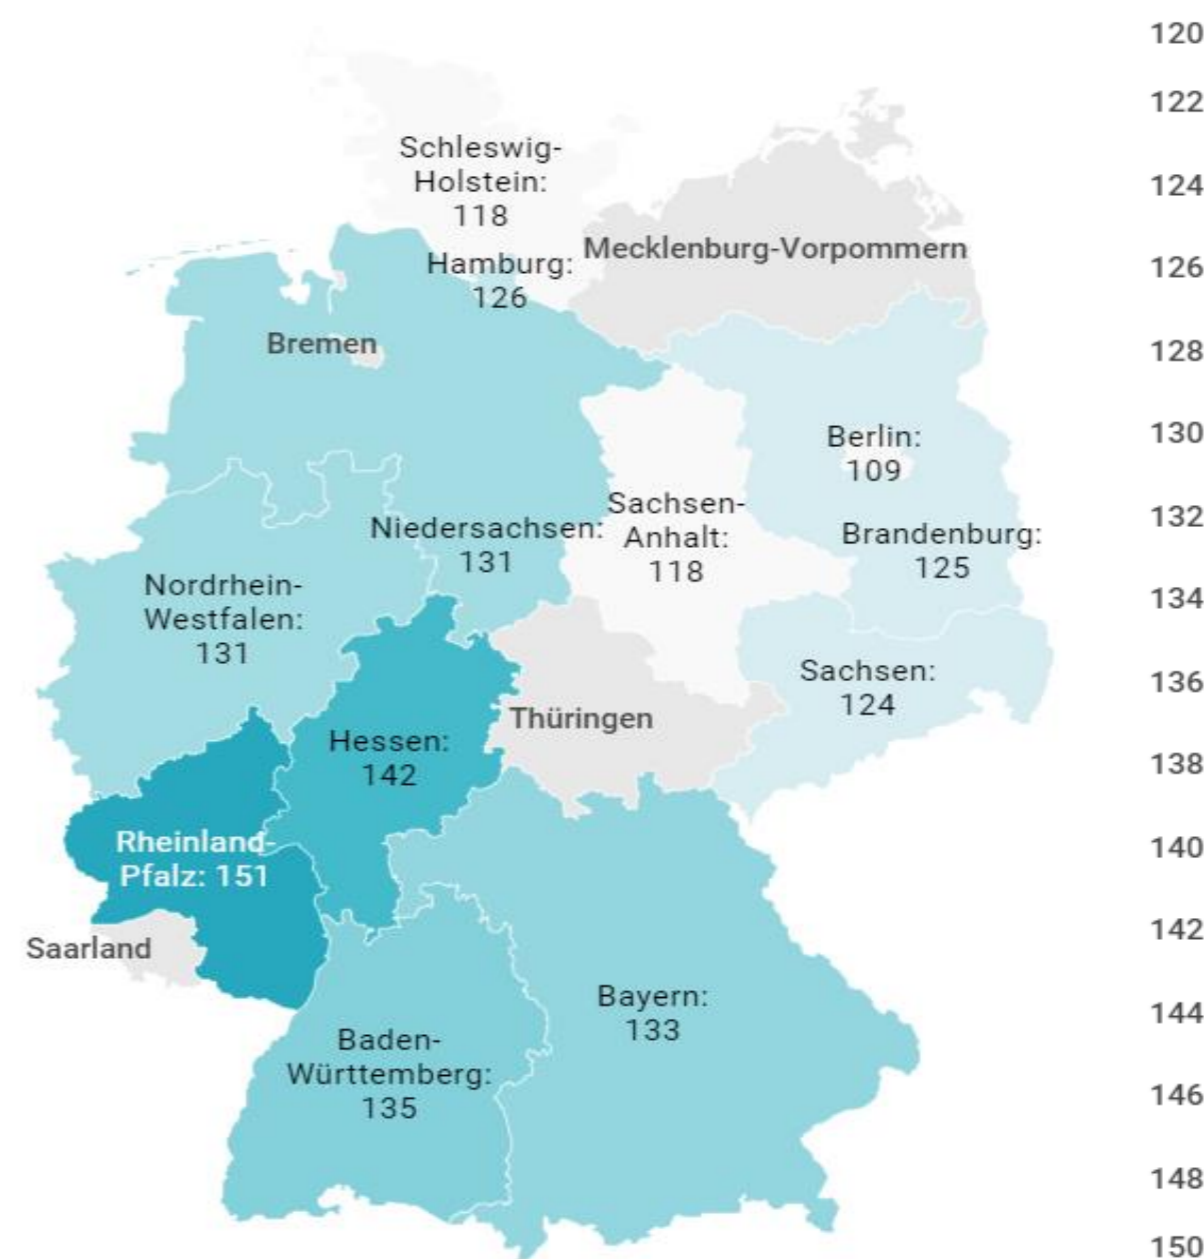 Schleswig-
Holstein:
118
Mecklenburg-Vorpommern
Hamburg:
126
Bremen
Berlin:
109
Sachsen-
Anhalt:
118
Niedersachsen:
131
Brandenburg:
125
Nordrhein-
Westfalen:
131
Sachsen:
124
Thüringen
Hessen:
142
Rheinland-
Pfalz: 151
Saarland
Bayern:
133
Baden-
Württemberg:
135
120
122
124
126
128
130
132
134
136
138
140
142
144
146
148
150